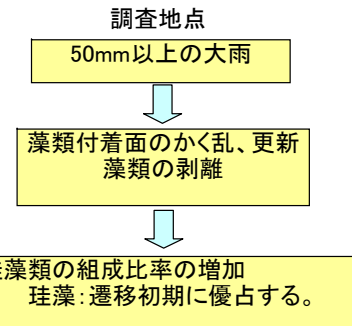 調査地点
50mm以上の大雨
藻類付着面のかく乱、更新
藻類の剥離
藻類の組成比率の増加
珪藻：遷移初期に優占する。